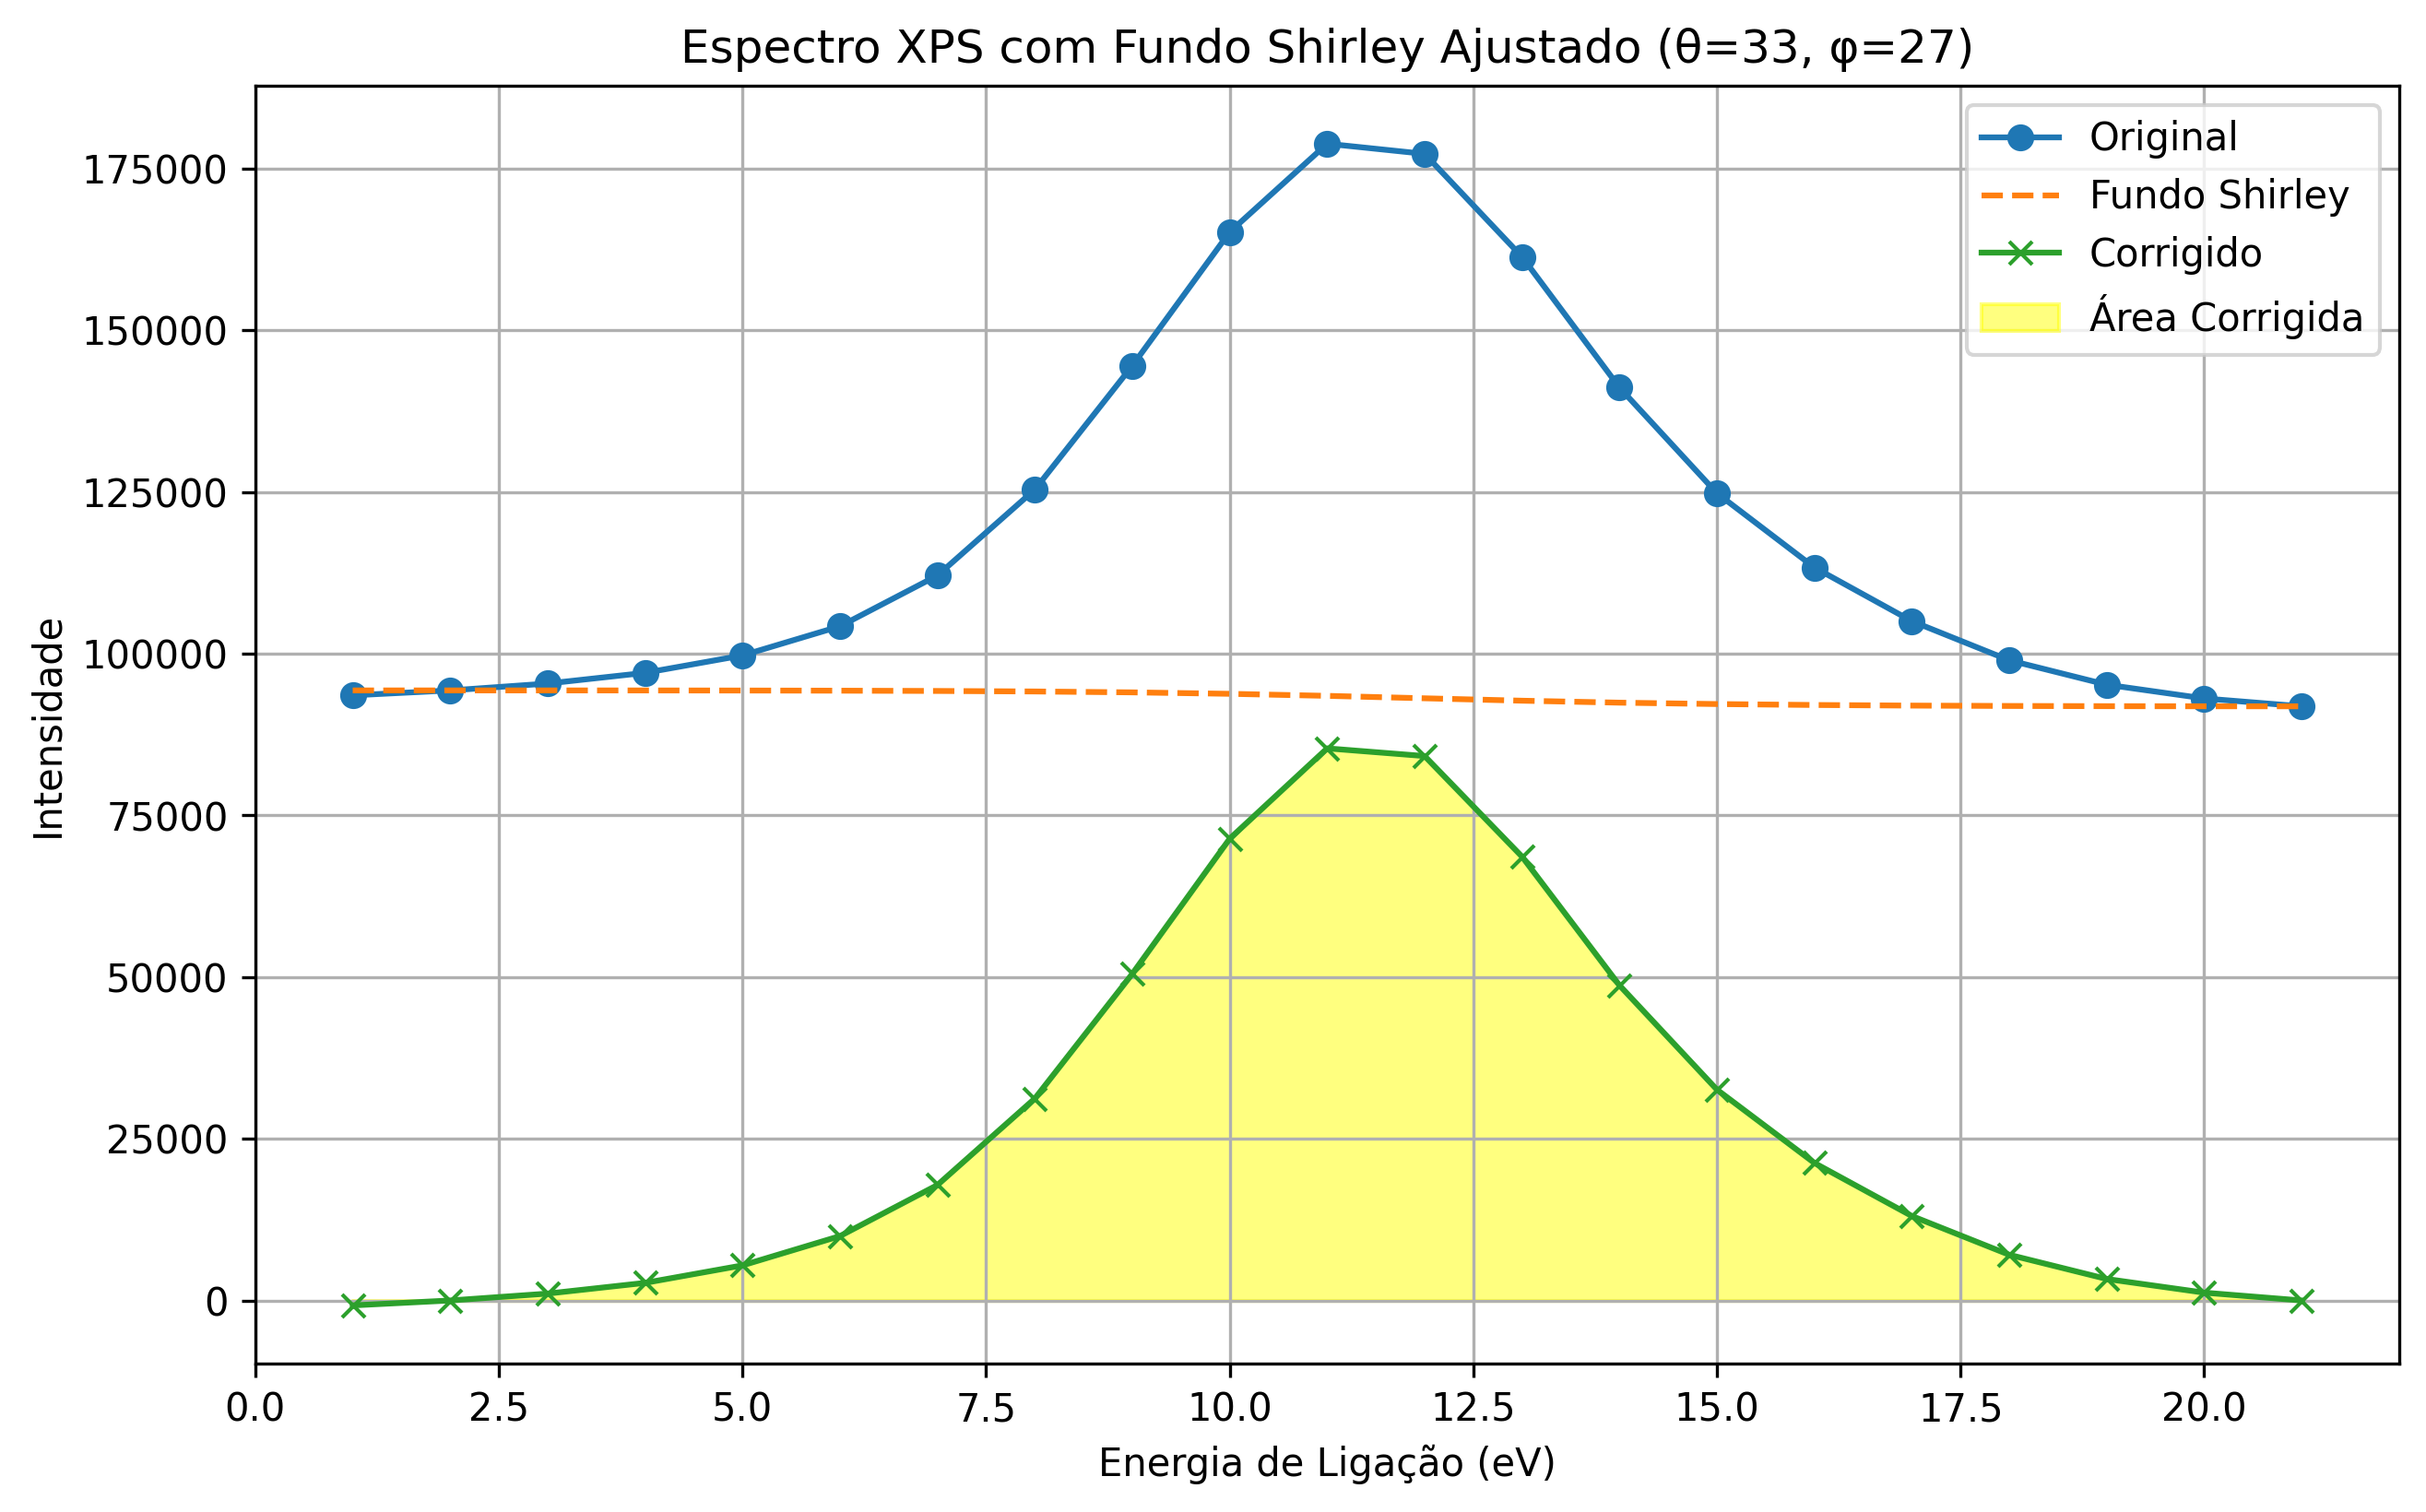 Espectro XPS com Fundo Shirley Ajustado (θ=33, φ=27)
Original
Fundo Shirley
Corrigido
Área Corrigida
Intensidade
175000
150000
125000
100000
75000
50000
25000
0
0.0 2.5 5.0 7.5 10.0 12.5 15.0 17.5 20.0
Energia de Ligação (eV)